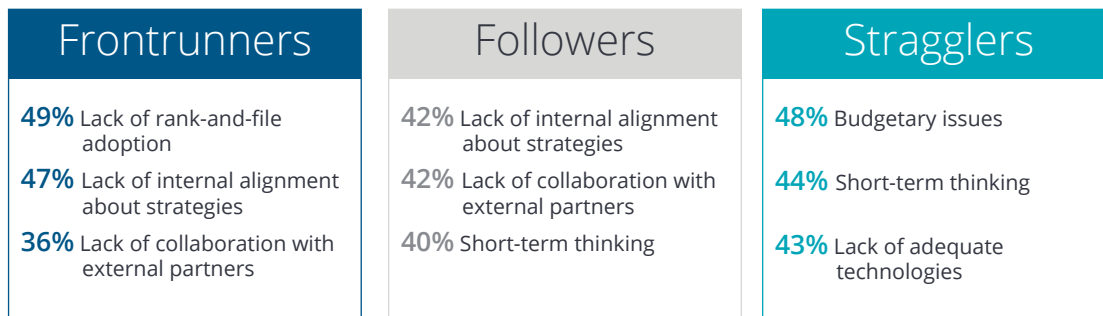 Frontrunners
49% Lack of rank-and-file
adoption
47% Lack of internal alignment
about strategies
36% Lack of collaboration with
external partners
Followers
42% Lack of internal alignment
about strategies
42% Lack of collaboration with
external partners
40% Short-term thinking
Stragglers
48% Budgetary issues
44% Short-term thinking
43% Lack of adequate
technologies